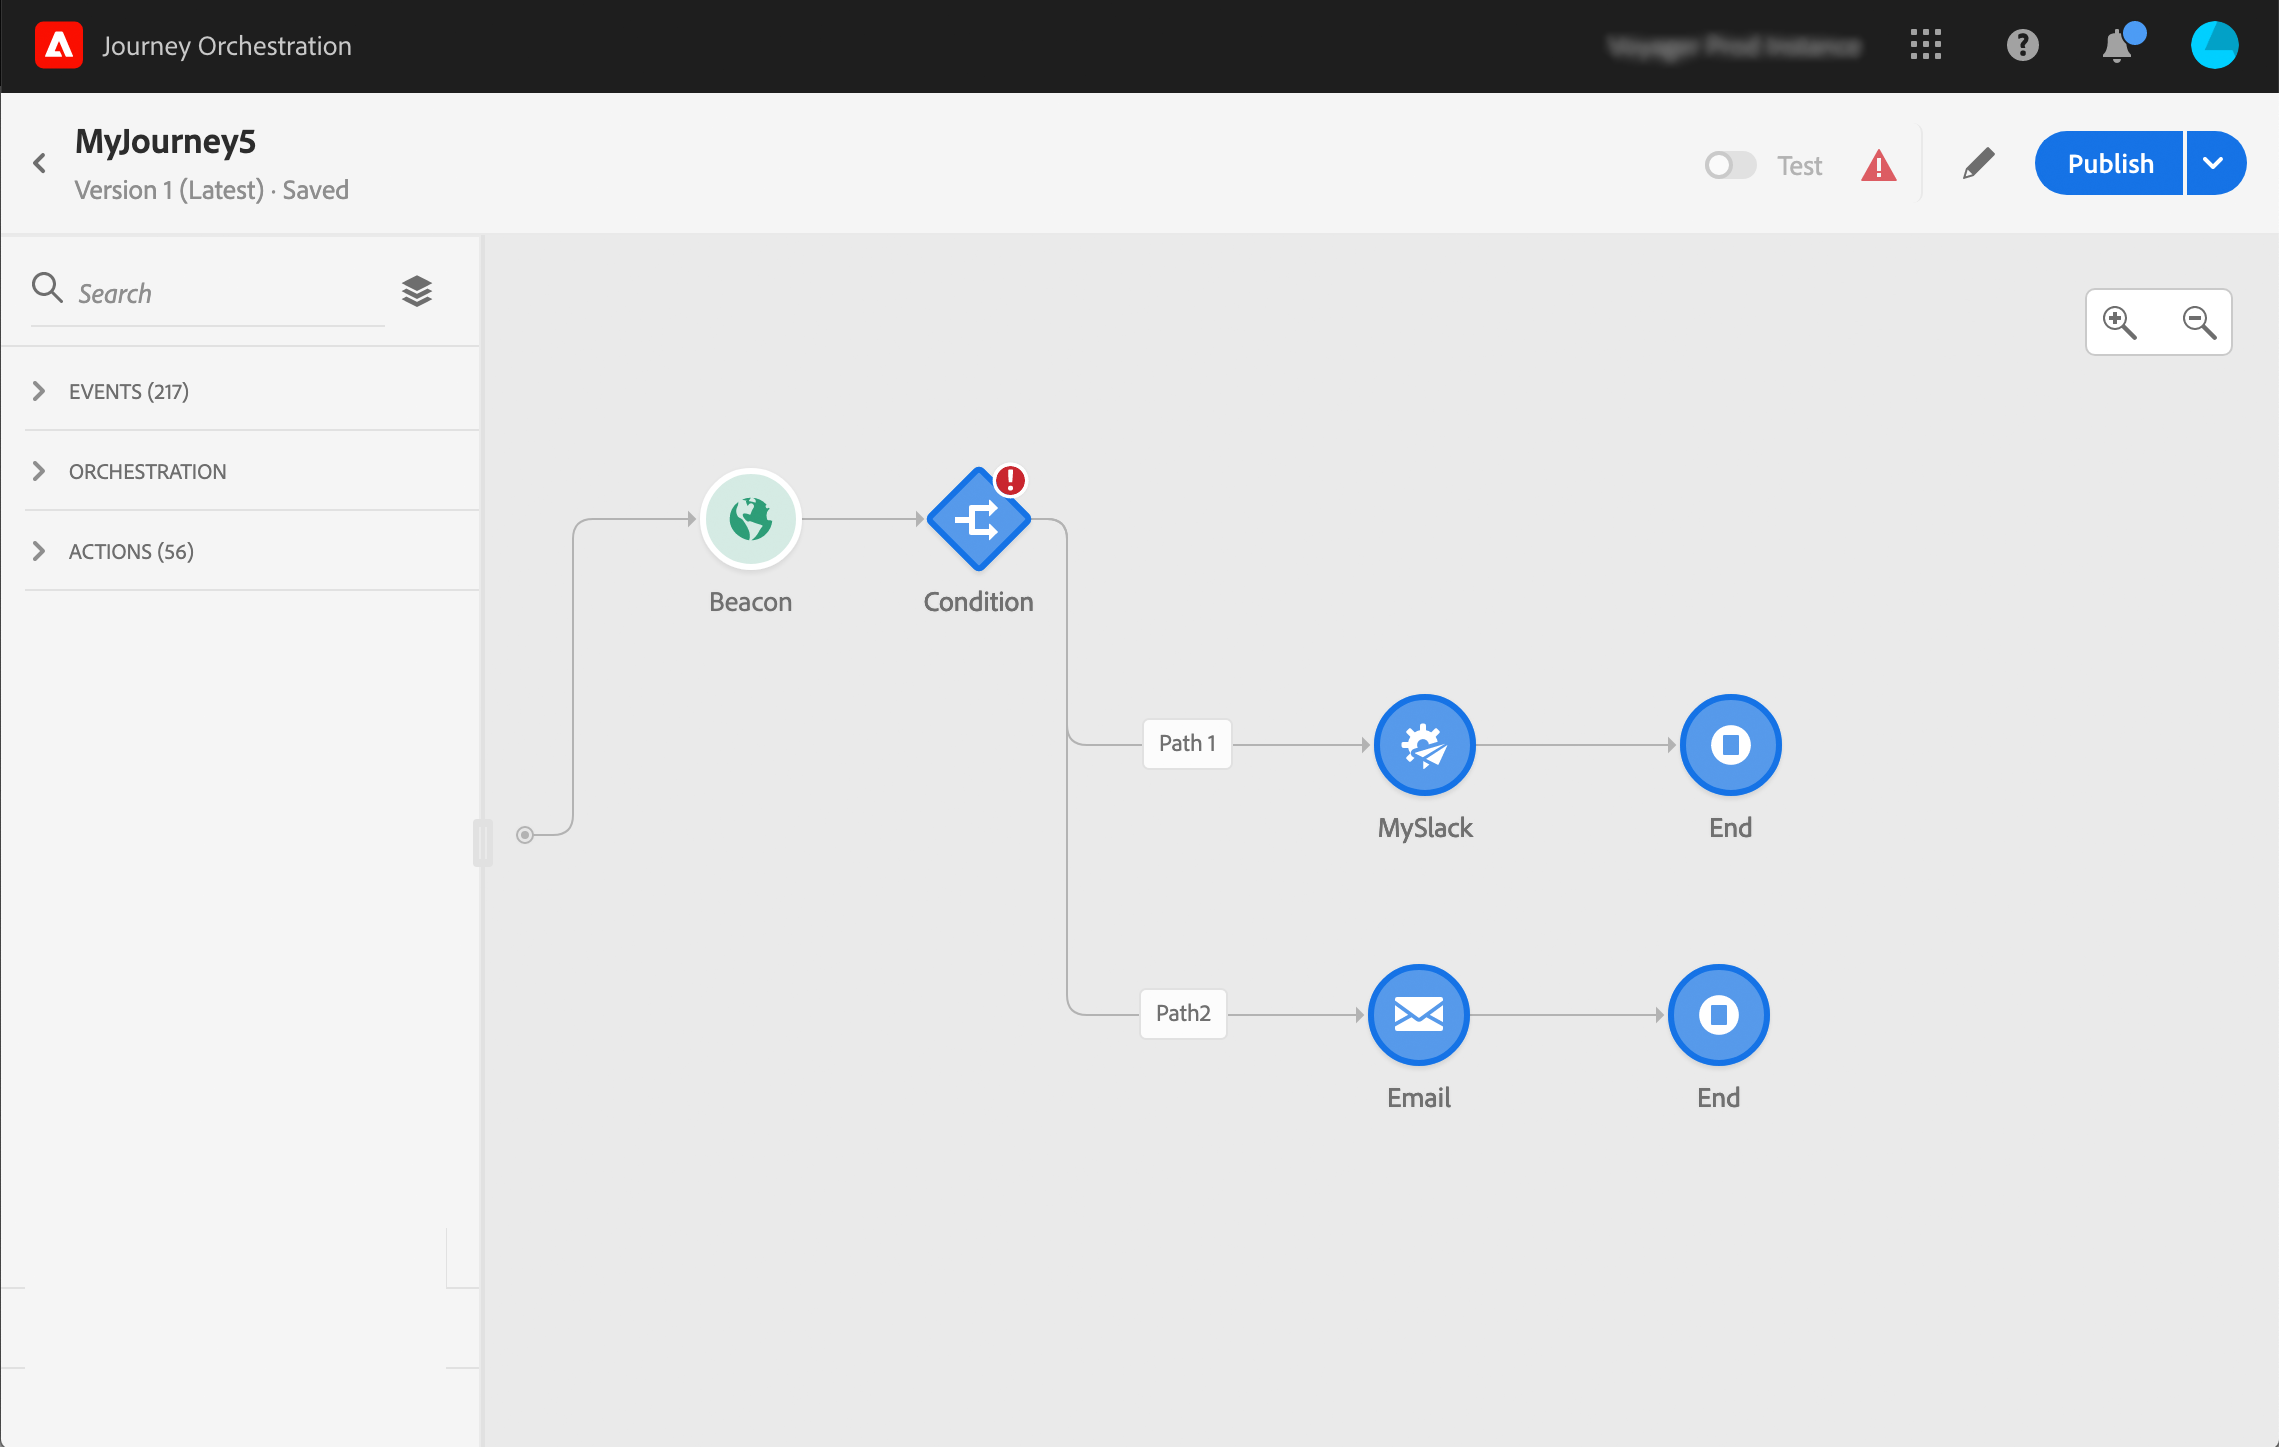 Journey Orchestration
MyJourney5
Version 1 (Latest) · Saved
Test
Publish
Search
EVENTS (217)
ORCHESTRATION
ACTIONS (56)
Beacon
Condition
Path 1
MySlack
End
Path2
Email
End